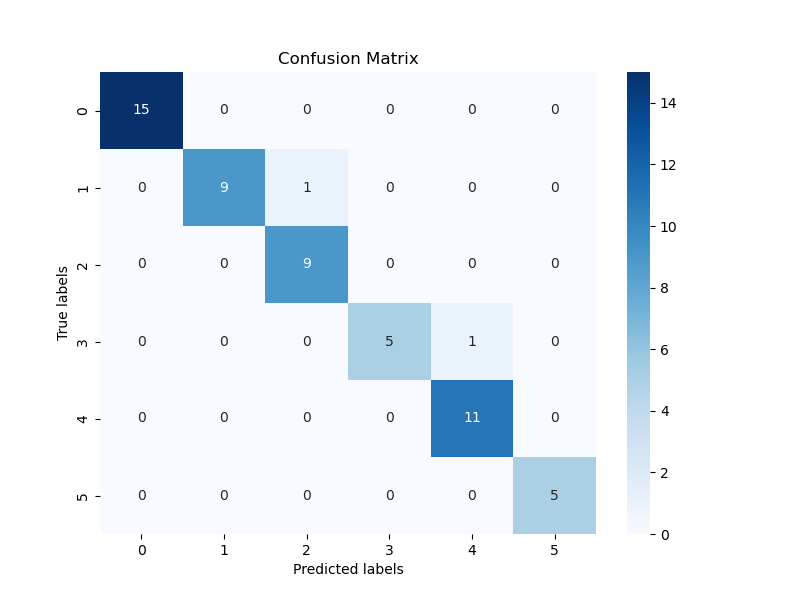 Confusion Matrix
True labels
0 15 0 0 0 0 0
1 0 9 1 0 0 0
2 0 0 9 0 0 0
3 0 0 0 5 1 0
4 0 0 0 0 11 0
5 0 0 0 0 0 5
0 1 2 3 4 5
Predicted labels
14
12
10
8
6
4
2
0